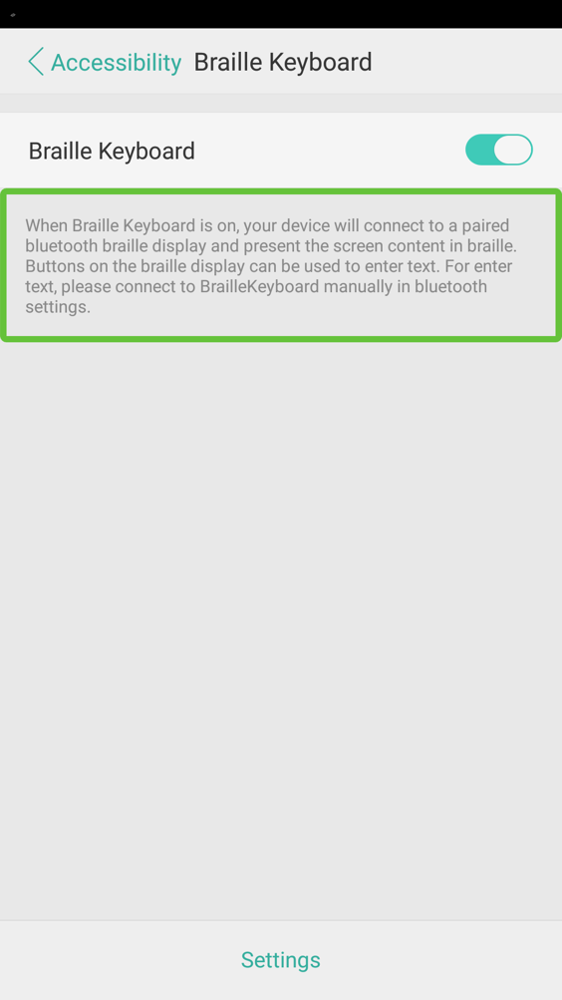 Accessibility Braille Keyboard
Braille Keyboard
When Braille Keyboard is on, your device will connect to a paired
bluetooth braille display and present the screen content in braille.
Buttons on the braille display can be used to enter text. For enter
text, please connect to BrailleKeyboard manually in bluetooth
settings.
Settings